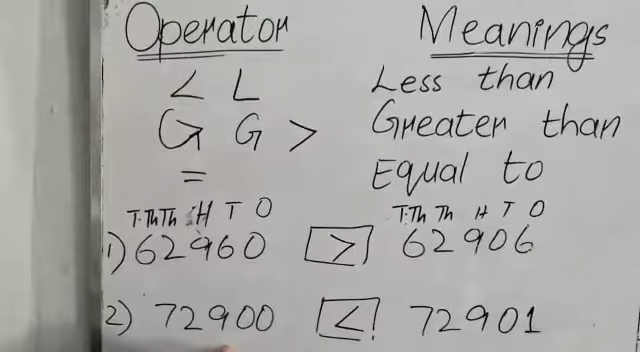 Operator Meanings
< L Less than
G G > Greater than
= Equal to
T.Th Th H T O T.Th Th H T O
1) 62960 > 62906
2) 72900 < 72901